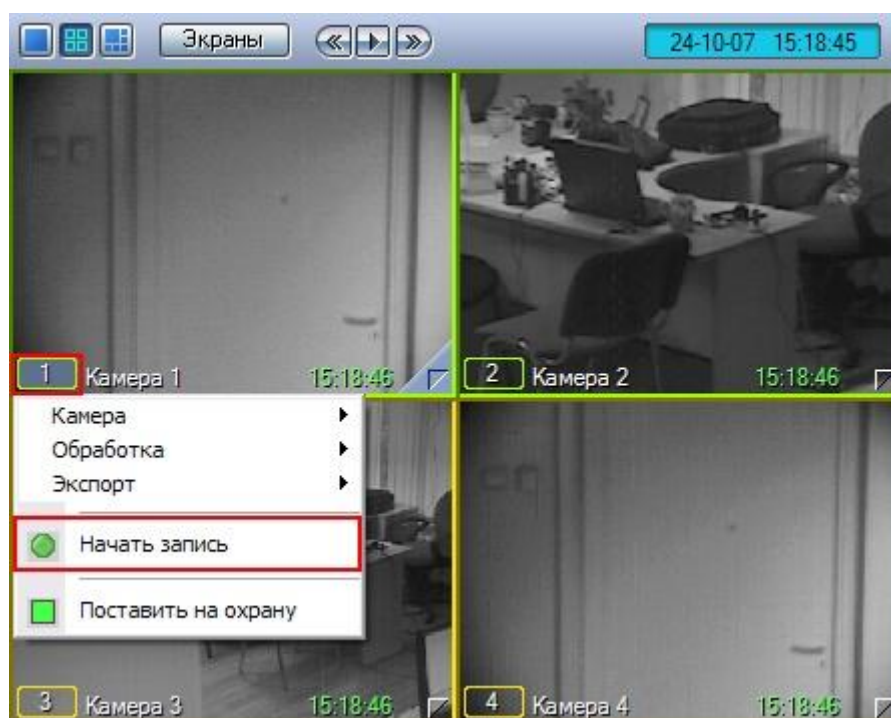 Экраны
24-10-07 15:18:45
1 Камера 1 15:18:46
2 Камера 2 15:18:46
Камера
Обработка
Экспорт
Начать запись
Поставить на охрану
3 Камера 3 15:18:46
4 Камера 4 15:18:46